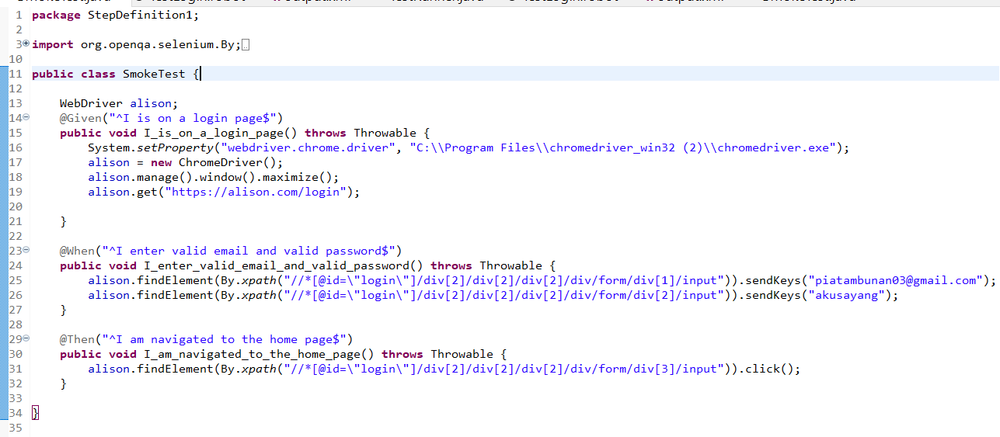 1 package StepDefinition1;
2
3 import org.openqa.selenium.By;
10
11 public class SmokeTest {
12
13 WebDriver alison;
14 @Given("^I is on a login page$")
15 public void I_is_on_a_login_page() throws Throwable {
16 System.setProperty("webdriver.chrome.driver", "C:\\Program Files\\chromedriver_win32 (2)\\chromedriver.exe");
17 alison = new ChromeDriver();
18 alison.manage().window().maximize();
19 alison.get("https://alison.com/login");
20
21 }
22
23 @When("^I enter valid email and valid password$")
24 public void I_enter_valid_email_and_valid_password() throws Throwable {
25 alison.findElement(By.xpath("//*[@id=\"login\"]/div[2]/div[2]/div[2]/div/form/div[1]/input")).sendKeys("piatambunan03@gmail.com");
26 alison.findElement(By.xpath("//*[@id=\"login\"]/div[2]/div[2]/div[2]/div/form/div[2]/input")).sendKeys("akusayang");
27 }
28
29 @Then("^I am navigated to the home page$")
30 public void I_am_navigated_to_the_home_page() throws Throwable {
31 alison.findElement(By.xpath("//*[@id=\"login\"]/div[2]/div[2]/div[2]/div/form/div[3]/input")).click();
32 }
33
34 }
35